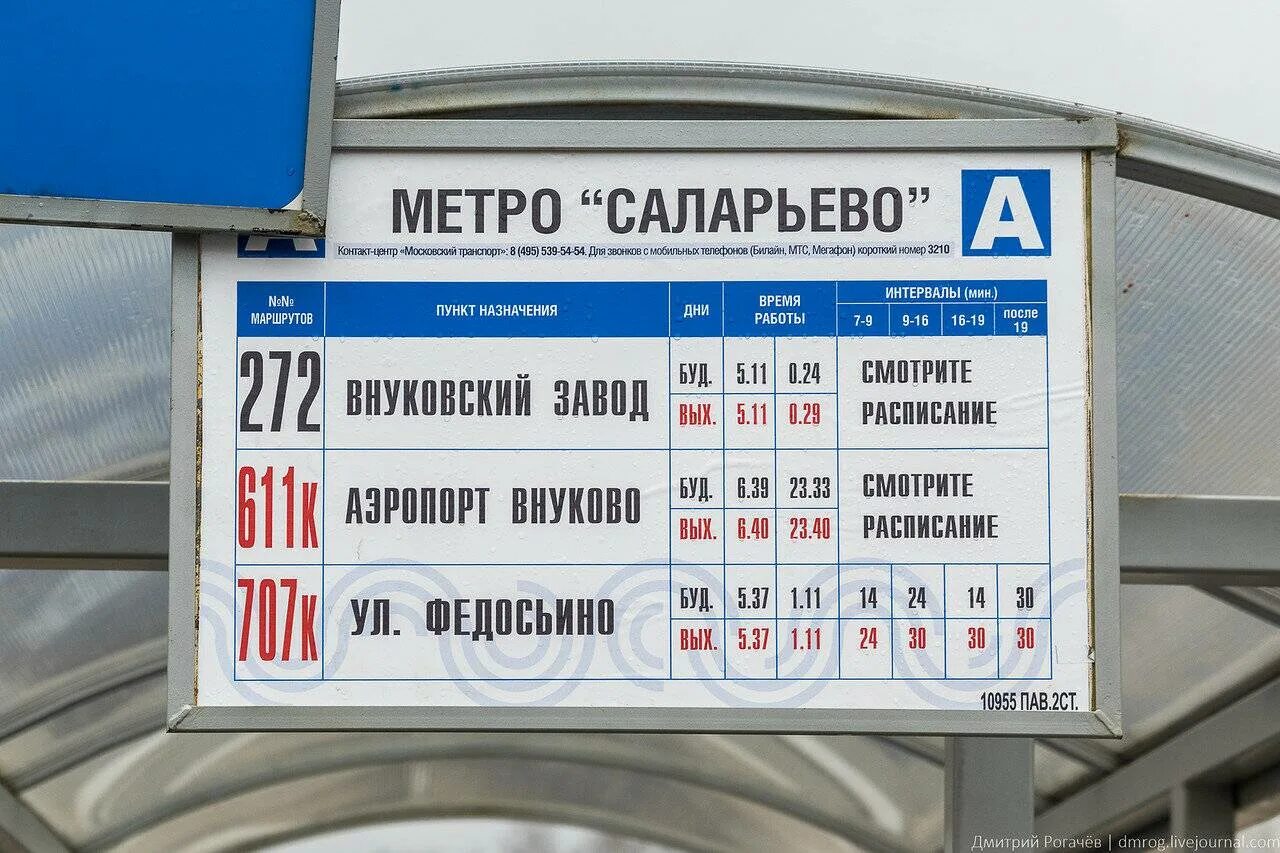 МЕТРО “САЛАРЬЕВО” А
Контакт-центр «Московский транспорт»: 8 (495) 539-54-54. Для звонков с мобильных телефонов (Билайн, МТС, Мегафон) короткий номер 3210
№№ МАРШРУТОВ ПУНКТ НАЗНАЧЕНИЯ ДНИ ВРЕМЯ РАБОТЫ ИНТЕРВАЛЫ (мин.)
7-9 9-16 16-19 после 19
272 ВНУКОВСКИЙ ЗАВОД БУД. 5.11 0.24 СМОТРИТЕ
ВЫХ. 5.11 0.29 РАСПИСАНИЕ
611к АЭРОПОРТ ВНУКОВО БУД. 6.39 23.33 СМОТРИТЕ
ВЫХ. 6.40 23.40 РАСПИСАНИЕ
707к УЛ. ФЕДОСЬИНО БУД. 5.37 1.11 14 24 14 30
ВЫХ. 5.37 1.11 24 30 30 30
10955 ПАВ.2СТ.
Дмитрий Рогачёв | dmrog.livejournal.com